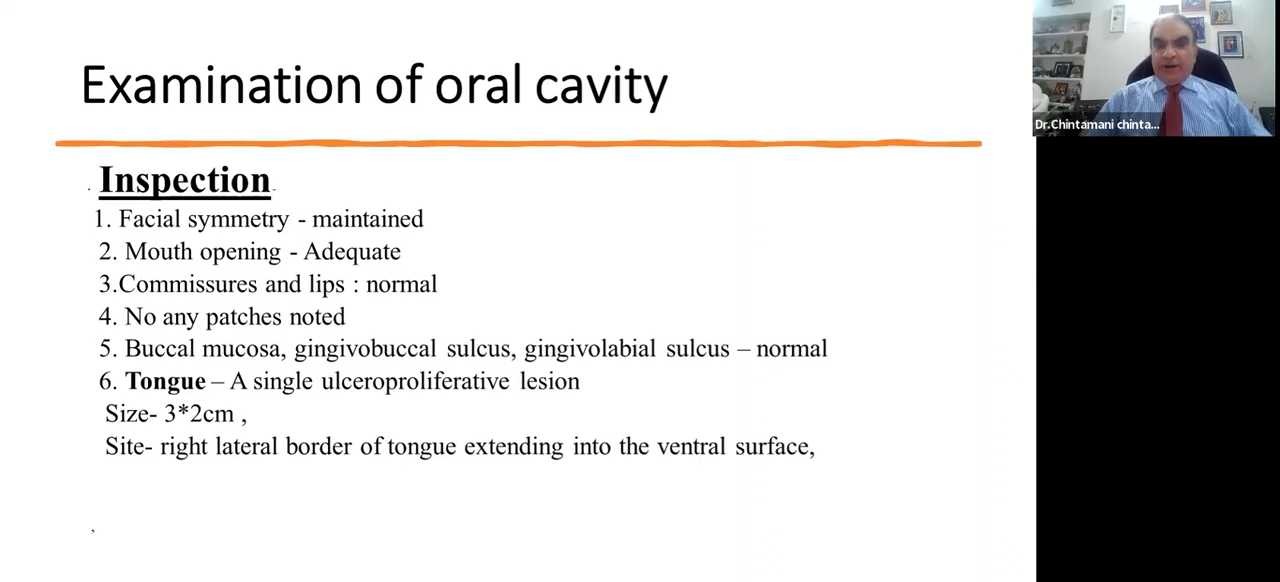 Examination of oral cavity
Dr.Chintamani chinta...
. Inspection
1. Facial symmetry - maintained
2. Mouth opening - Adequate
3.Commissures and lips : normal
4. No any patches noted
5. Buccal mucosa, gingivobuccal sulcus, gingivolabial sulcus – normal
6. Tongue – A single ulceroproliferative lesion
Size- 3*2cm ,
Site- right lateral border of tongue extending into the ventral surface,
,